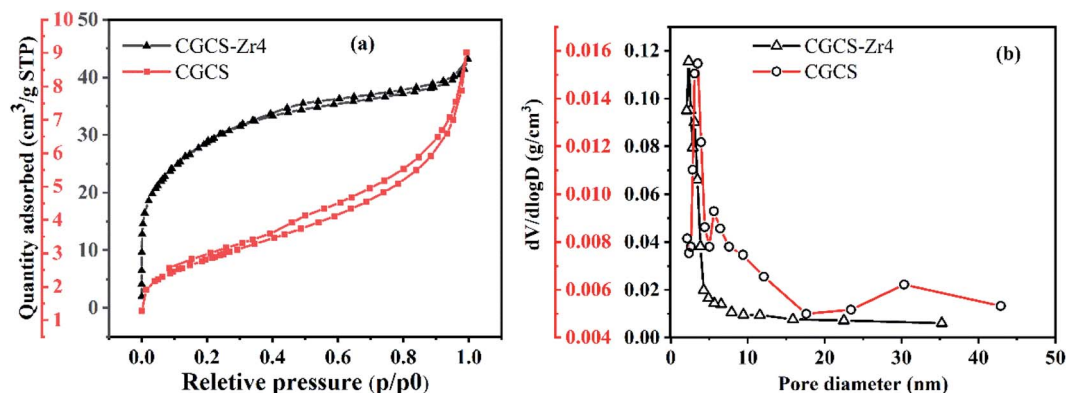 (a)
CGCS-Zr4
CGCS
Quantity adsorbed (cm³/g STP)
9
8
7
6
5
4
3
2
1
50
40
30
20
10
0
0.0 0.2 0.4 0.6 0.8 1.0
Reletive pressure (p/p0)
(b)
CGCS-Zr4
CGCS
dV/dlogD (g/cm³)
0.016
0.014
0.012
0.010
0.008
0.006
0.004
0.12
0.10
0.08
0.06
0.04
0.02
0.00
0 10 20 30 40 50
Pore diameter (nm)